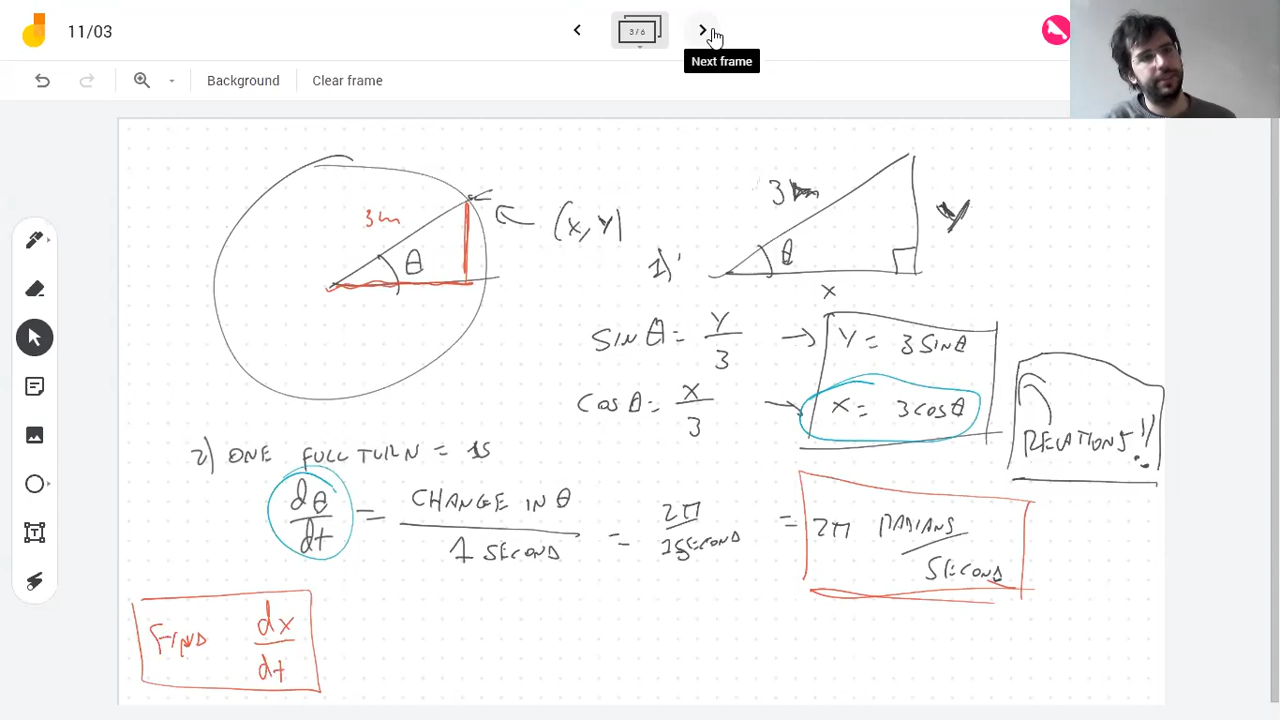 11/03
3 / 6
Next frame
Background
Clear frame
3m
θ
(X, Y)
1)
3m
θ
Y
x
SIN θ = Y/3 → Y = 3 SIN θ
COS θ = X/3 → X = 3 COS θ
RELATIONS!!
2) ONE FULL TURN = 1S
dθ/dt = CHANGE IN θ / 1 SECOND = 2π / 1 SECOND = 2π RADIANS / SECOND
FIND dx/dt